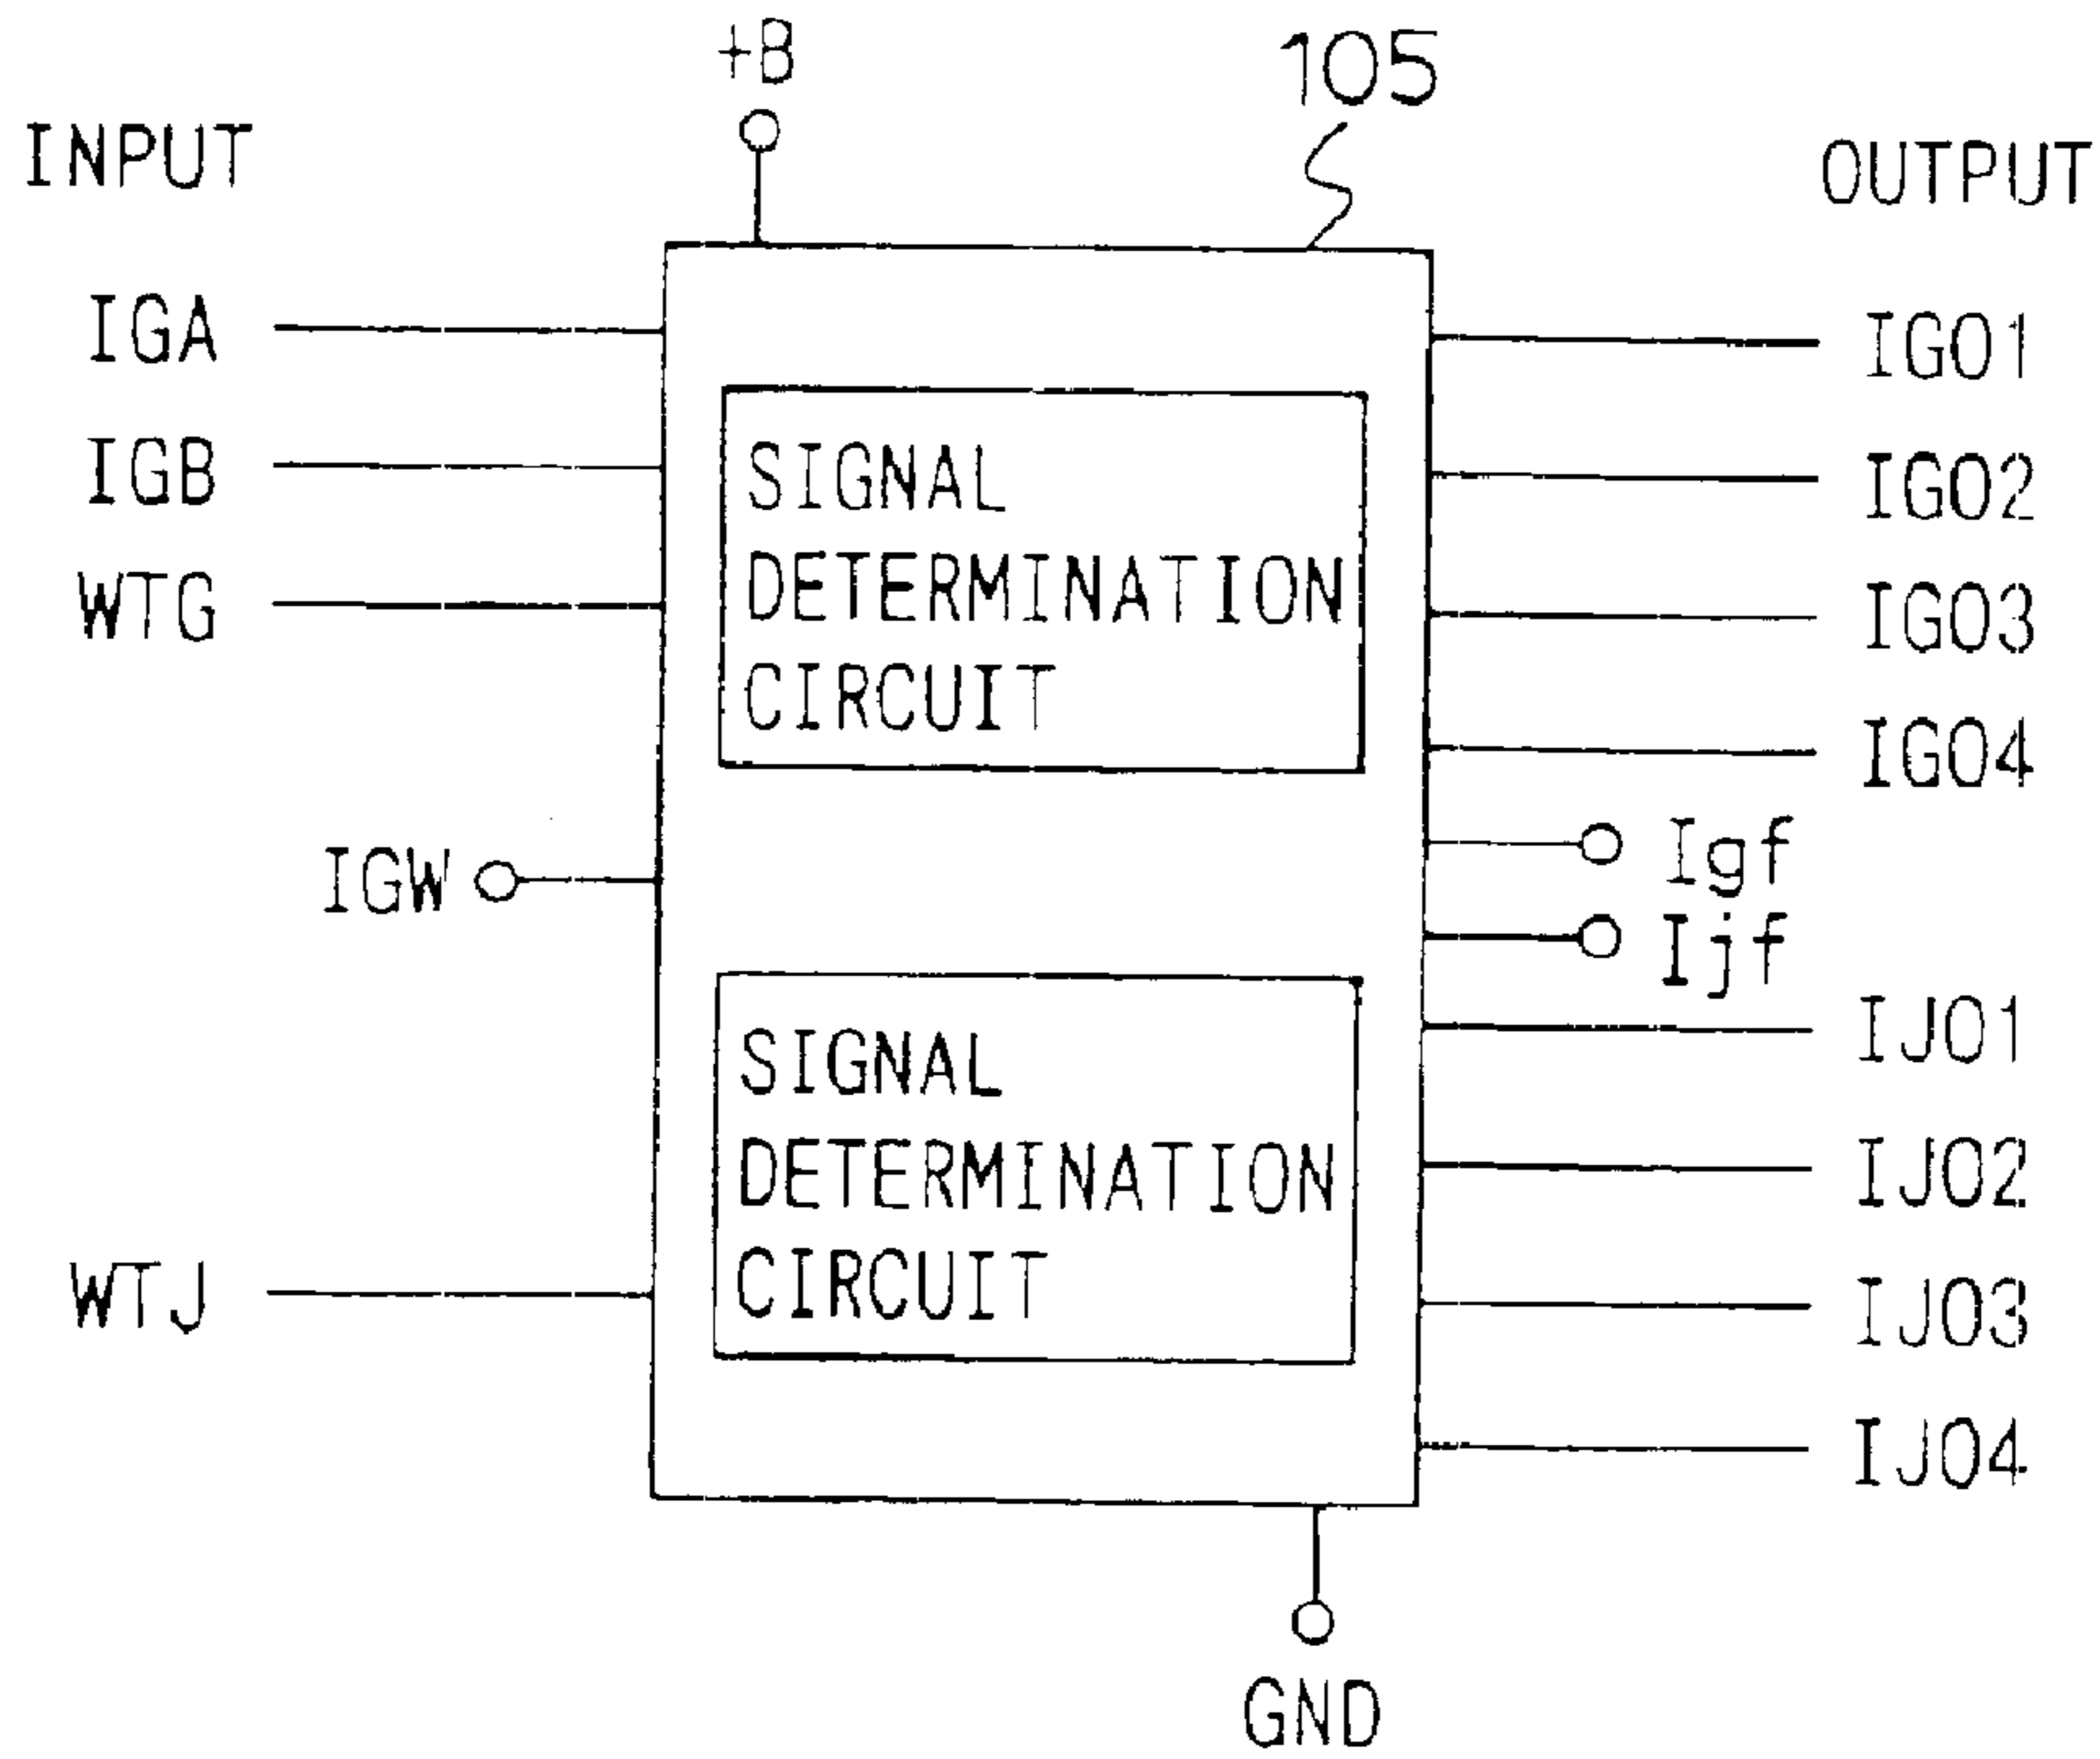 +B
105
INPUT
OUTPUT
IGA
IGO1
IGB
SIGNAL
IGO2
WTG
DETERMINATION
IGO3
CIRCUIT
IGO4
IGW
Igf
Ijf
SIGNAL
IJO1
DETERMINATION
IJO2
WTJ
CIRCUIT
IJO3
IJO4
GND